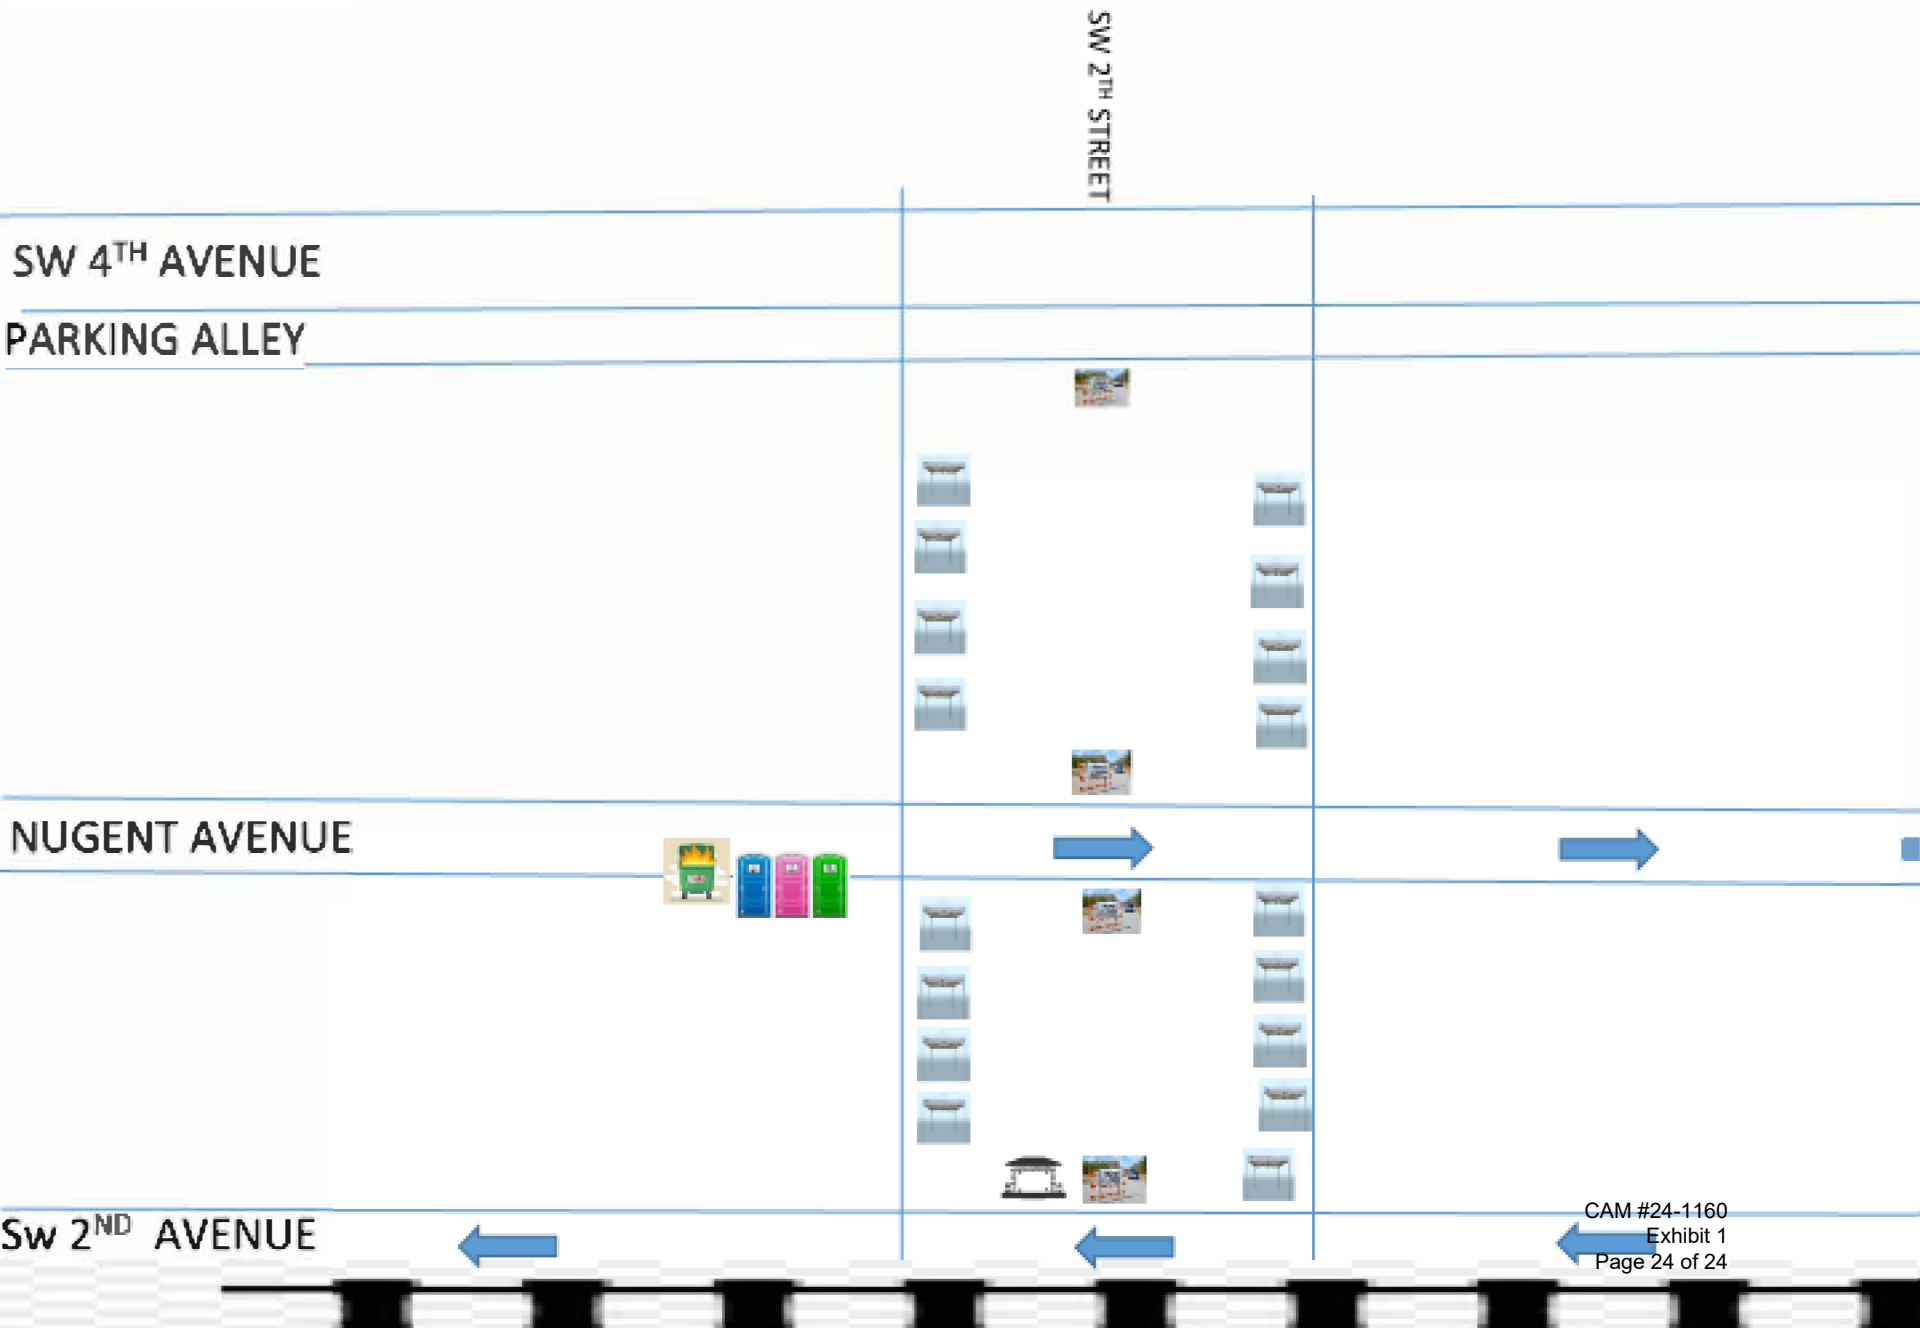 SW 2TH STREET
SW 4TH AVENUE
PARKING ALLEY
NUGENT AVENUE
Sw 2ND AVENUE
CAM #24-1160
Exhibit 1
Page 24 of 24